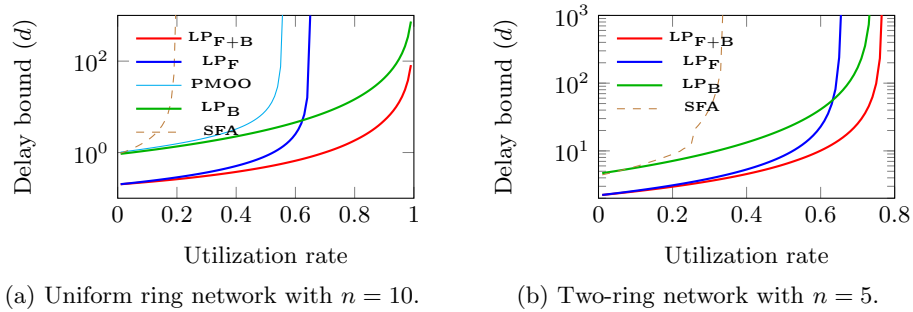 Delay bound (d)
10^2
10^0
LP_{F+B}
LP_F
PMOO
LP_B
SFA
0 0.2 0.4 0.6 0.8 1
Utilization rate
(a) Uniform ring network with n = 10.
Delay bound (d)
10^3
10^2
10^1
LP_{F+B}
LP_F
LP_B
SFA
0 0.2 0.4 0.6 0.8
Utilization rate
(b) Two-ring network with n = 5.